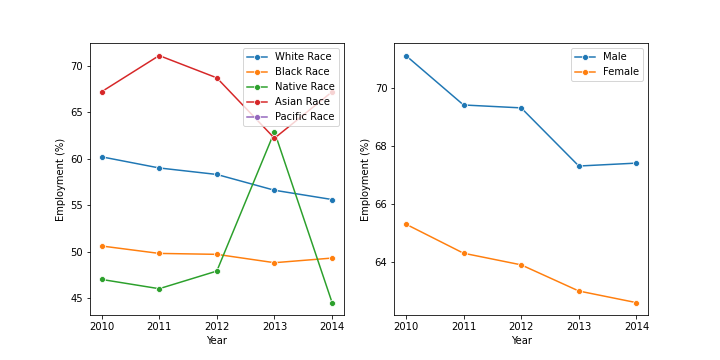 White Race
Black Race
Native Race
Asian Race
Pacific Race
70
65
60
55
50
45
Employment (%)
2010 2011 2012 2013 2014
Year
Male
Female
70
68
66
64
Employment (%)
2010 2011 2012 2013 2014
Year